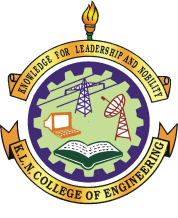 KNOWLEDGE FOR LEADERSHIP AND NOBILITY
K.L.N. COLLEGE OF ENGINEERING